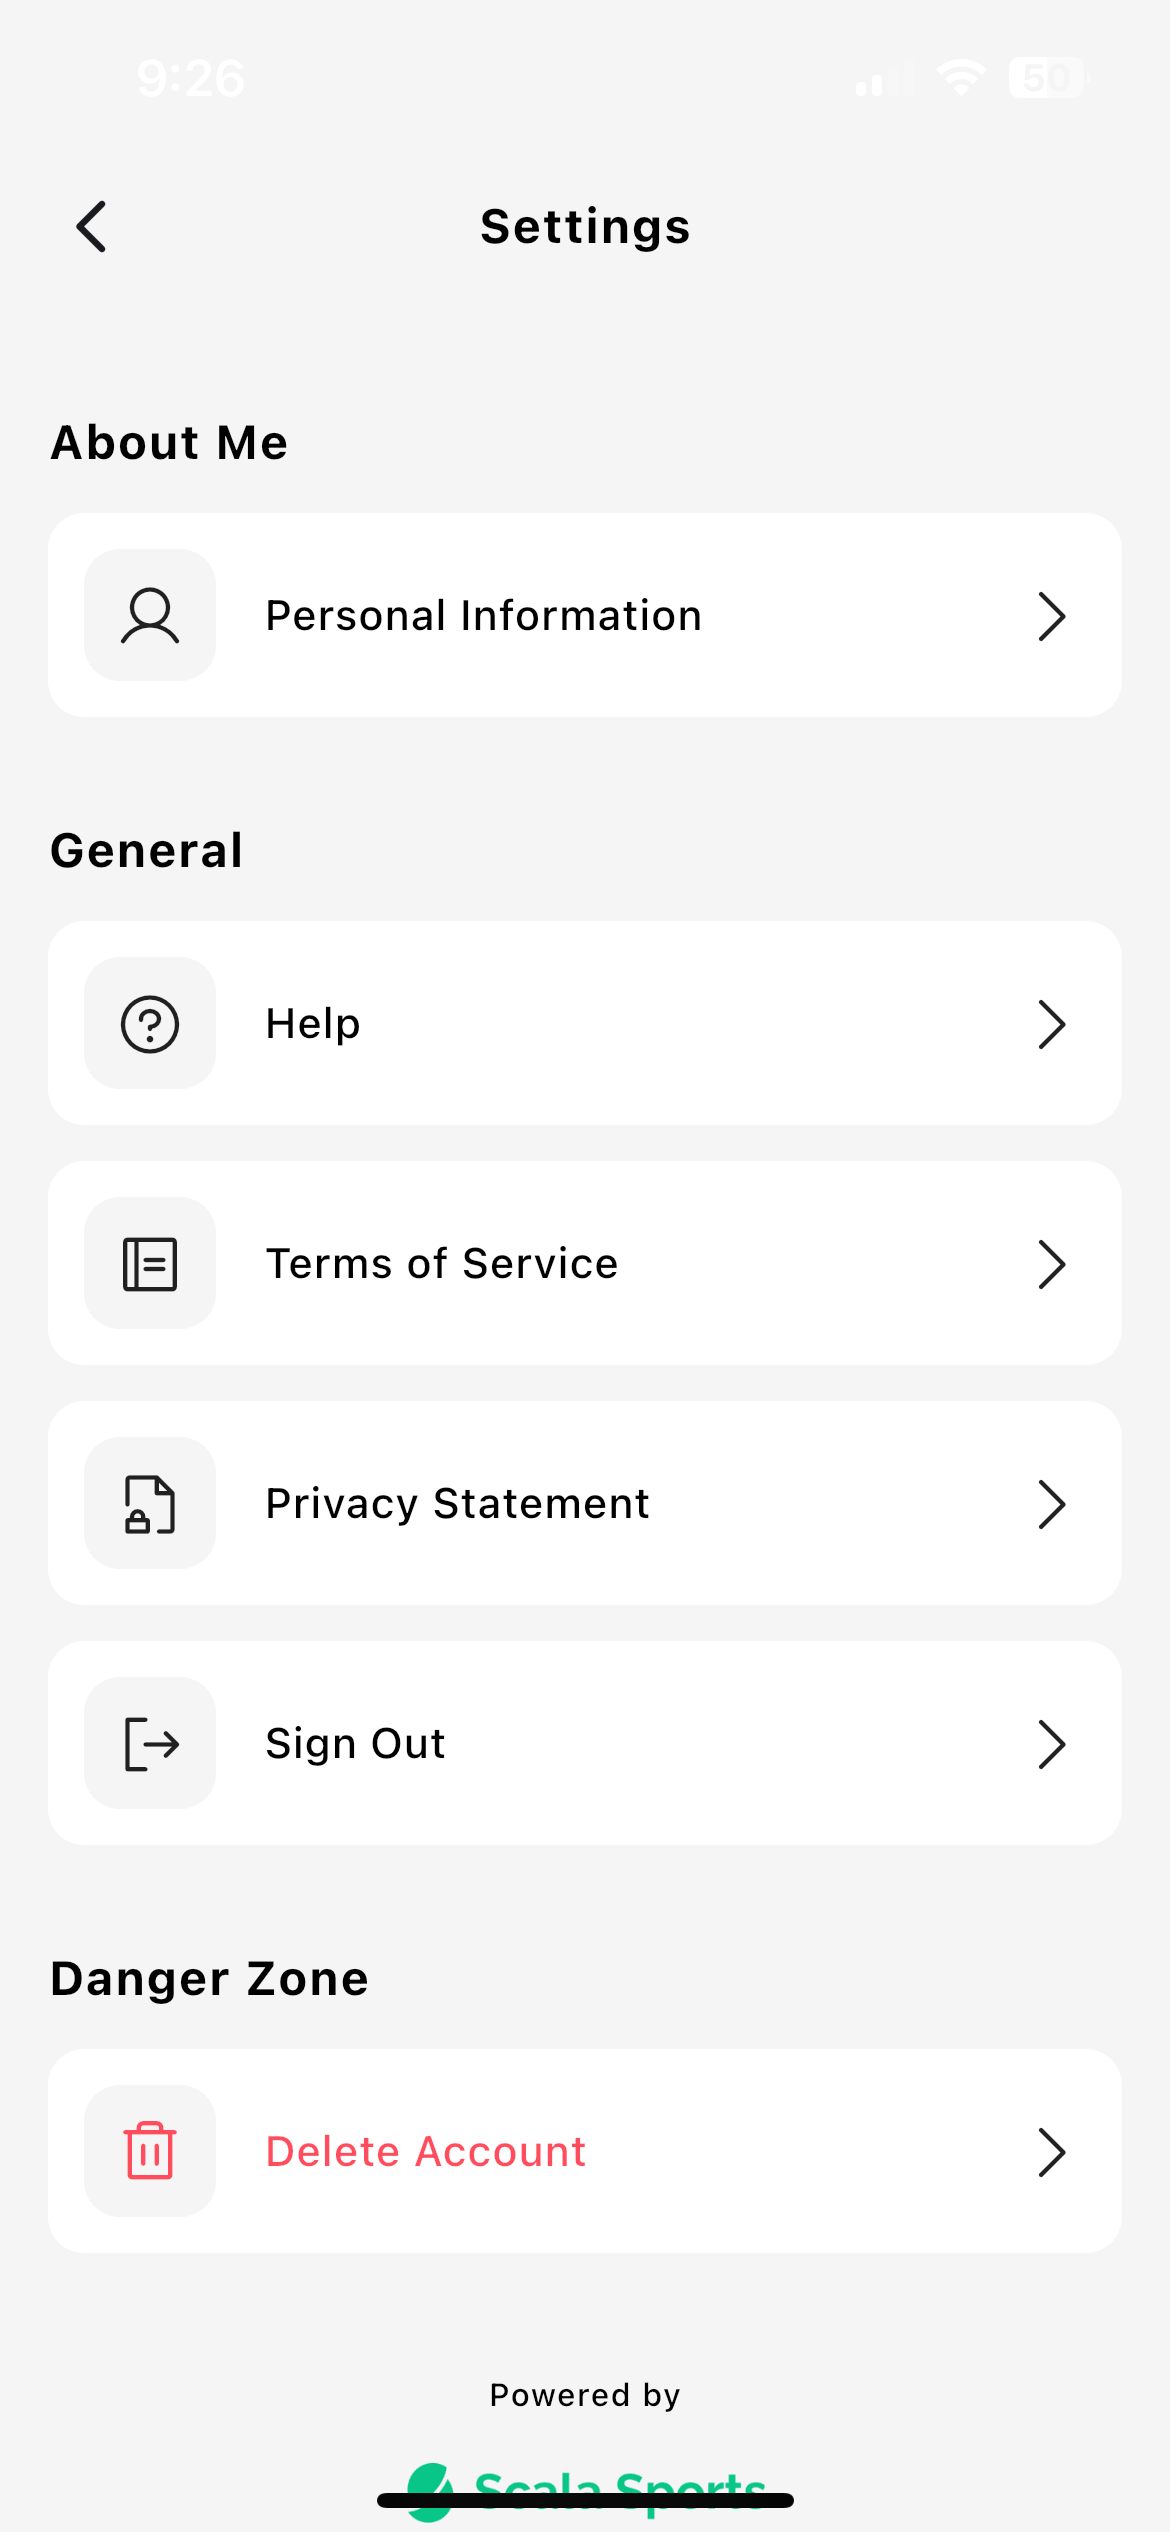 9:26
50
Settings
About Me
Personal Information
General
Help
Terms of Service
Privacy Statement
Sign Out
Danger Zone
Delete Account
Powered by
Scala Sports